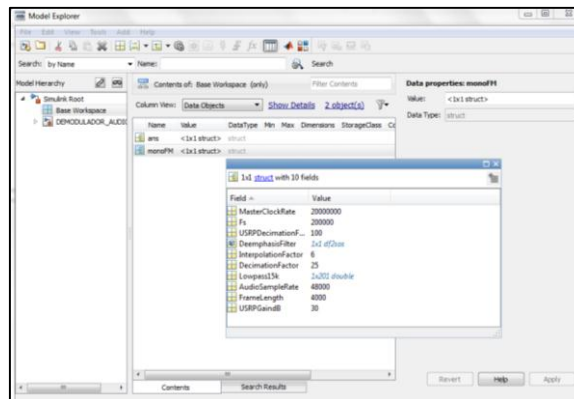 Model Explorer
File Edit View Tools Add Help
Search: by Name Name: Search
Model Hierarchy
Simulink Root
Base Workspace
DEMODULADOR_AUDIO
Contents of: Base Workspace (only) Filter Contents
Column View: Data Objects Show Details 2 object(s)
Name Value DataType Min Max Dimensions StorageClass Co
ans <1x1 struct> struct
monoFM <1x1 struct> struct
Data properties: monoFM
Value: <1x1 struct>
Data Type: struct
1x1 struct with 10 fields
Field Value
MasterClockRate 20000000
Fs 200000
USRPDecimationF... 100
DeemphasisFilter 1x1 df2sos
InterpolationFactor 6
DecimationFactor 25
Lowpass15k 1x201 double
AudioSampleRate 48000
FrameLength 4000
USRPGaindB 30
Contents Search Results
Revert Help Apply